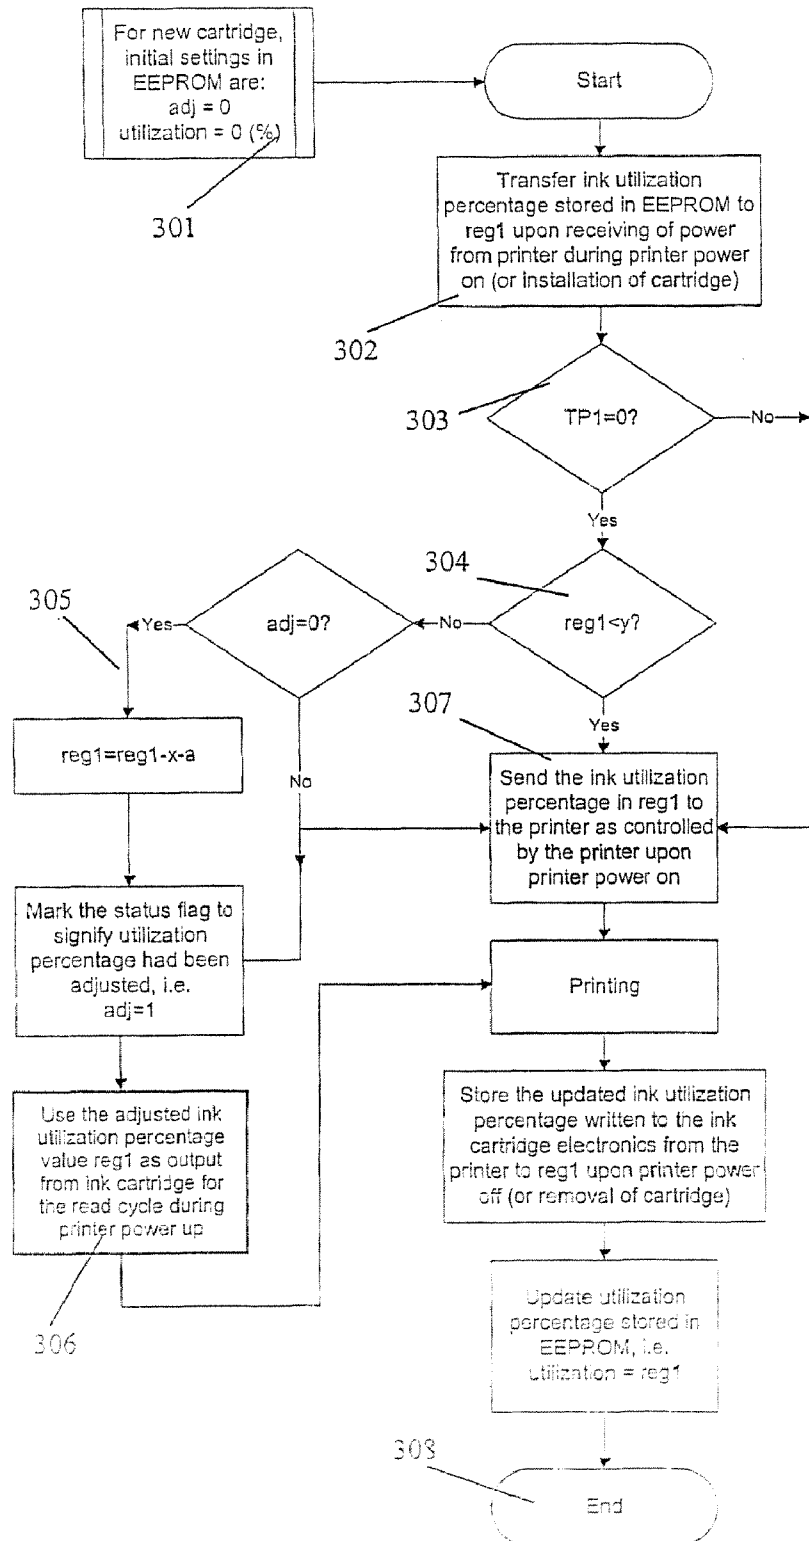 For new cartridge,
initial settings in
EEPROM are:
adj = 0
utilization = 0 (%)
301
Start
Transfer ink utilization
percentage stored in EEPROM to
reg1 upon receiving of power
from printer during printer power
on (or installation of cartridge)
302
303
TP1=0?
No
Yes
304
reg1<y?
No
adj=0?
Yes
305
Yes
307
reg1=reg1-x-a
No
Send the ink utilization
percentage in reg1 to
the printer as controlled
by the printer upon
printer power on
Mark the status flag to
signify utilization
percentage had been
adjusted, i.e.
adj=1
Printing
Use the adjusted ink
utilization percentage
value reg1 as output
from ink cartridge for
the read cycle during
printer power up
306
Store the updated ink utilization
percentage written to the ink
cartridge electronics from the
printer to reg1 upon printer power
off (or removal of cartridge)
Update utilization
percentage stored in
EEPROM, i.e.
utilization = reg1
308
End